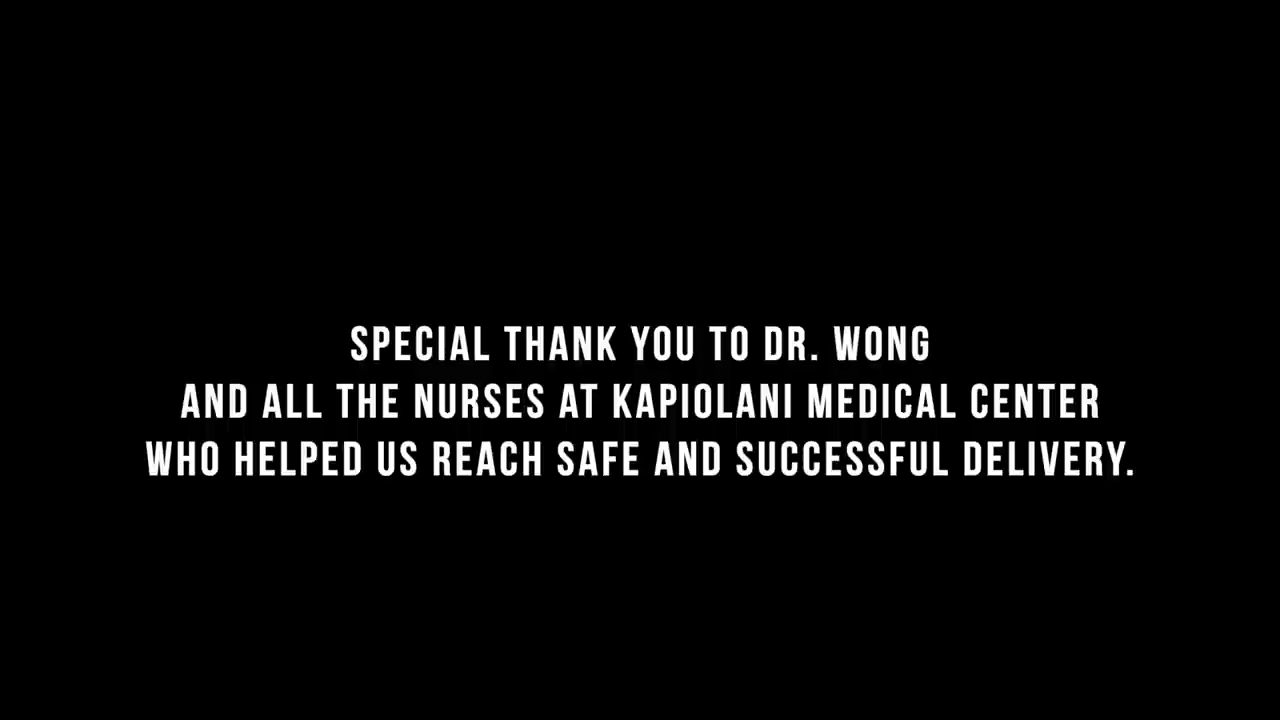 SPECIAL THANK YOU TO DR. WONG
AND ALL THE NURSES AT KAPIOLANI MEDICAL CENTER
WHO HELPED US REACH SAFE AND SUCCESSFUL DELIVERY.